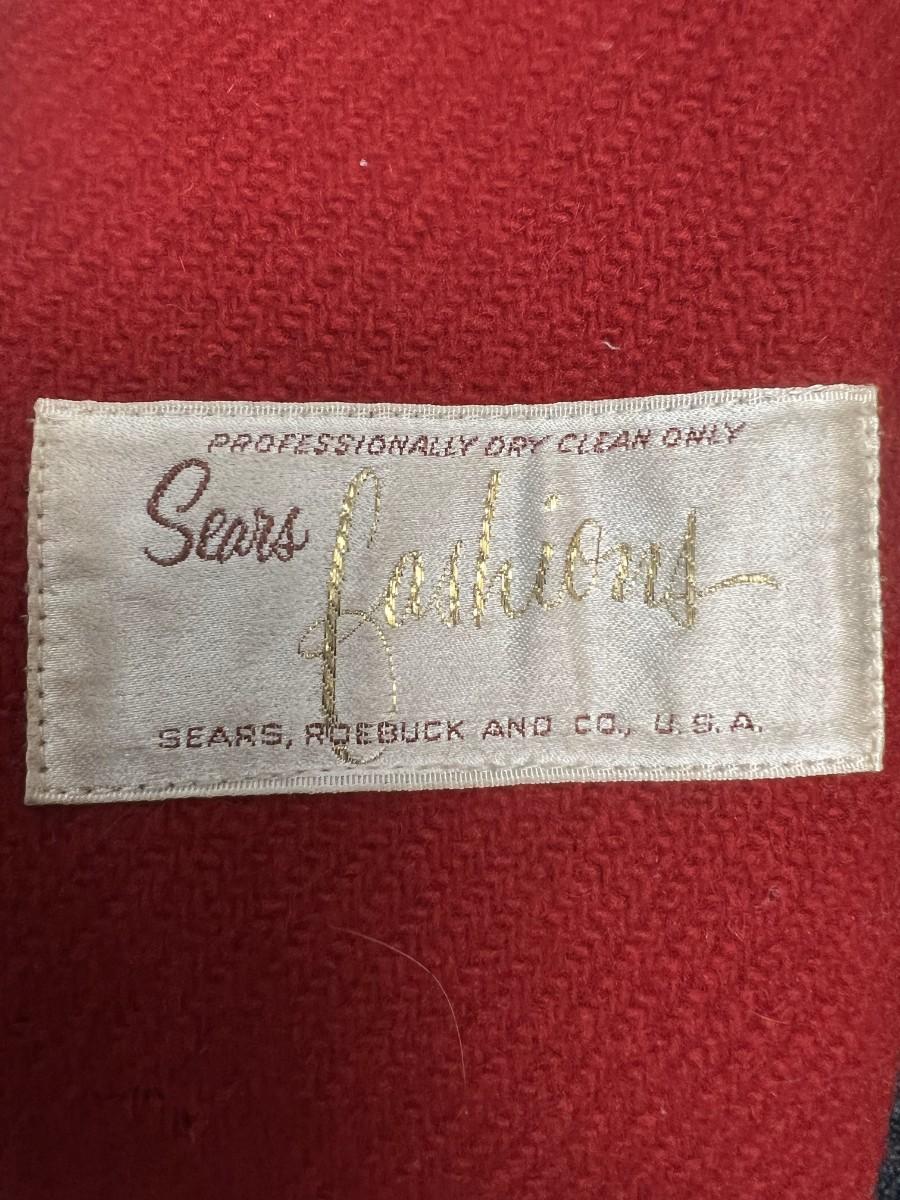 PROFESSIONALLY DRY CLEAN ONLY
Sears fashions
SEARS, ROEBUCK AND CO., U.S.A.